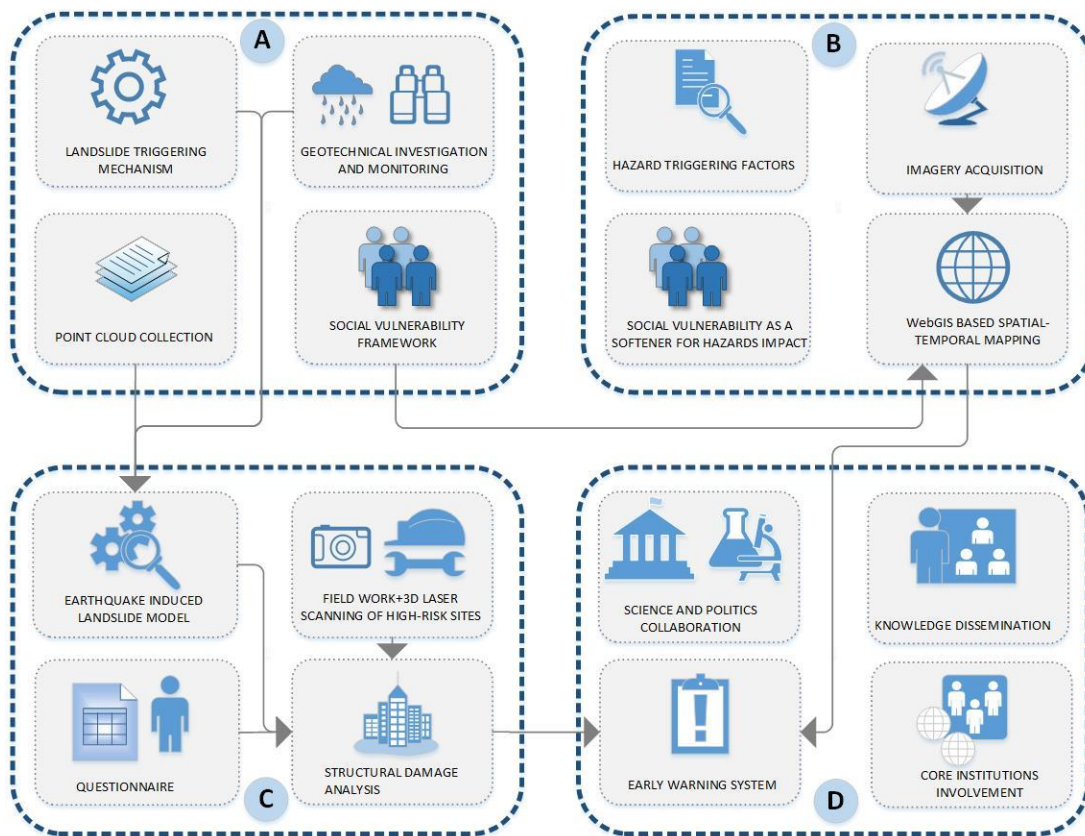 A
LANDSLIDE TRIGGERING
MECHANISM
GEOTECHNICAL INVESTIGATION
AND MONITORING
POINT CLOUD COLLECTION
SOCIAL VULNERABILITY
FRAMEWORK
B
HAZARD TRIGGERING FACTORS
IMAGERY ACQUISITION
SOCIAL VULNERABILITY AS A
SOFTENER FOR HAZARDS IMPACT
WebGIS BASED SPATIAL-
TEMPORAL MAPPING
EARTHQUAKE INDUCED
LANDSLIDE MODEL
FIELD WORK+3D LASER
SCANNING OF HIGH-RISK SITES
QUESTIONNAIRE
STRUCTURAL DAMAGE
ANALYSIS
C
SCIENCE AND POLITICS
COLLABORATION
KNOWLEDGE DISSEMINATION
EARLY WARNING SYSTEM
CORE INSTITUTIONS
INVOLVEMENT
D